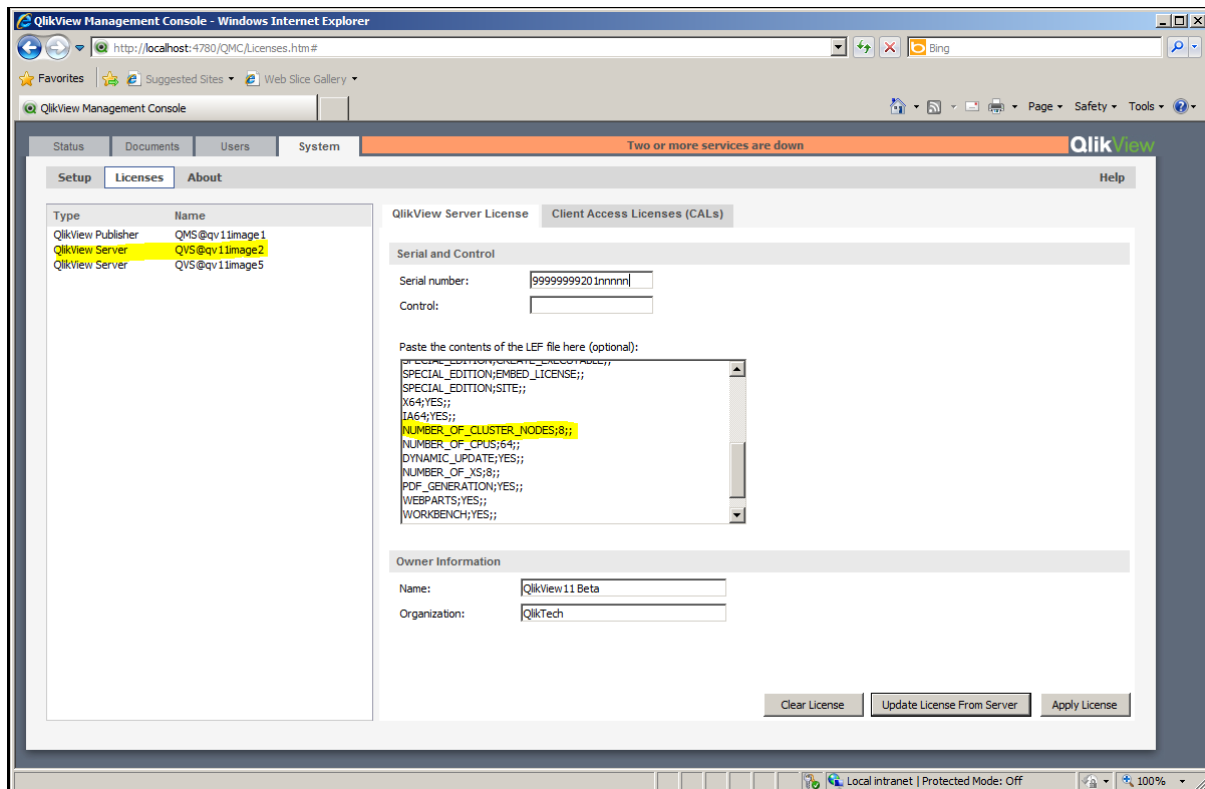 QlikView Management Console - Windows Internet Explorer
http://localhost:4780/QMC/Licenses.htm#
Bing
Favorites Suggested Sites Web Slice Gallery
QlikView Management Console
Page Safety Tools
Status Documents Users System Two or more services are down QlikView
Setup Licenses About Help
Type Name
QlikView Publisher QMS@qv11image1
QlikView Server QVS@qv11image2
QlikView Server QVS@qv11image5
QlikView Server License Client Access Licenses (CALs)
Serial and Control
Serial number: 99999999201nnnnn
Control:
Paste the contents of the LEF file here (optional):
SPECIAL_EDITION;CREATE_EXECUTABLE;;
SPECIAL_EDITION;EMBED_LICENSE;;
SPECIAL_EDITION;SITE;;
X64;YES;;
IA64;YES;;
NUMBER_OF_CLUSTER_NODES;8;;
NUMBER_OF_CPUS;64;;
DYNAMIC_UPDATE;YES;;
NUMBER_OF_XS;8;;
PDF_GENERATION;YES;;
WEBPARTS;YES;;
WORKBENCH;YES;;
Owner Information
Name: QlikView11 Beta
Organization: QlikTech
Clear License Update License From Server Apply License
Local intranet | Protected Mode: Off 100%